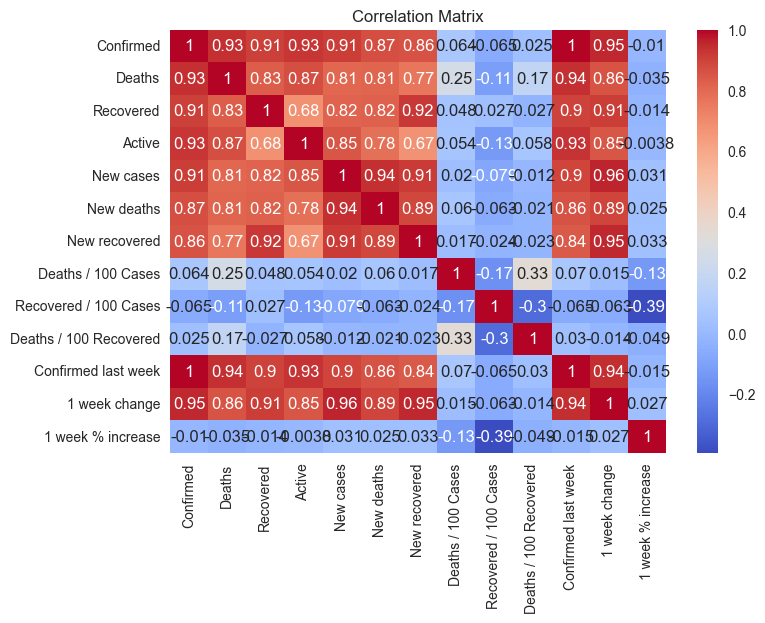 Correlation Matrix
Confirmed 1 0.93 0.91 0.93 0.91 0.87 0.86 0.064 -0.065 0.025 1 0.95 -0.01
Deaths 0.93 1 0.83 0.87 0.81 0.81 0.77 0.25 -0.11 0.17 0.94 0.86 -0.035
Recovered 0.91 0.83 1 0.68 0.82 0.82 0.92 0.048 0.027 -0.027 0.9 0.91 -0.014
Active 0.93 0.87 0.68 1 0.85 0.78 0.67 0.054 -0.13 0.058 0.93 0.85 -0.0038
New cases 0.91 0.81 0.82 0.85 1 0.94 0.91 0.02 -0.079 -0.012 0.9 0.96 0.031
New deaths 0.87 0.81 0.82 0.78 0.94 1 0.89 0.06 -0.063 -0.021 0.86 0.89 0.025
New recovered 0.86 0.77 0.92 0.67 0.91 0.89 1 0.017 -0.024 -0.023 0.84 0.95 0.033
Deaths / 100 Cases 0.064 0.25 0.048 0.054 0.02 0.06 0.017 1 -0.17 0.33 0.07 0.015 -0.13
Recovered / 100 Cases -0.065 -0.11 0.027 -0.13 -0.079 -0.063 -0.024 -0.17 1 -0.3 -0.065 -0.063 -0.39
Deaths / 100 Recovered 0.025 0.17 -0.027 0.058 -0.012 -0.021 -0.023 0.33 -0.3 1 0.03 -0.014 -0.049
Confirmed last week 1 0.94 0.9 0.93 0.9 0.86 0.84 0.07 -0.065 0.03 1 0.94 -0.015
1 week change 0.95 0.86 0.91 0.85 0.96 0.89 0.95 0.015 -0.063 -0.014 0.94 1 0.027
1 week % increase -0.01 -0.035 -0.014 -0.0038 0.031 0.025 0.033 -0.13 -0.39 -0.049 -0.015 0.027 1
Confirmed
Deaths
Recovered
Active
New cases
New deaths
New recovered
Deaths / 100 Cases
Recovered / 100 Cases
Deaths / 100 Recovered
Confirmed last week
1 week change
1 week % increase
1.0
0.8
0.6
0.4
0.2
0.0
−0.2